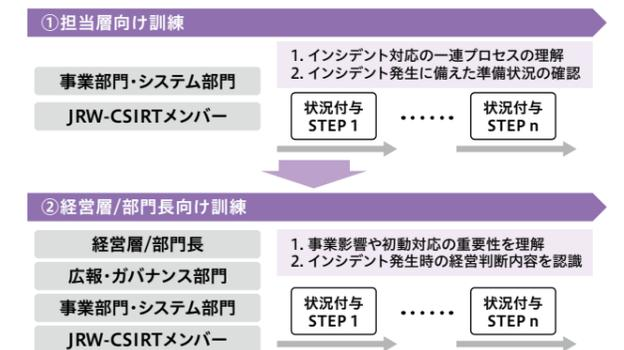 ①担当層向け訓練
事業部門・システム部門
JRW-CSIRTメンバー
1. インシデント対応の一連プロセスの理解
2. インシデント発生に備えた準備状況の確認
状況付与
STEP 1
……
状況付与
STEP n
②経営層/部門長向け訓練
経営層/部門長
広報・ガバナンス部門
事業部門・システム部門
JRW-CSIRTメンバー
1. 事業影響や初動対応の重要性を理解
2. インシデント発生時の経営判断内容を認識
状況付与
STEP 1
……
状況付与
STEP n